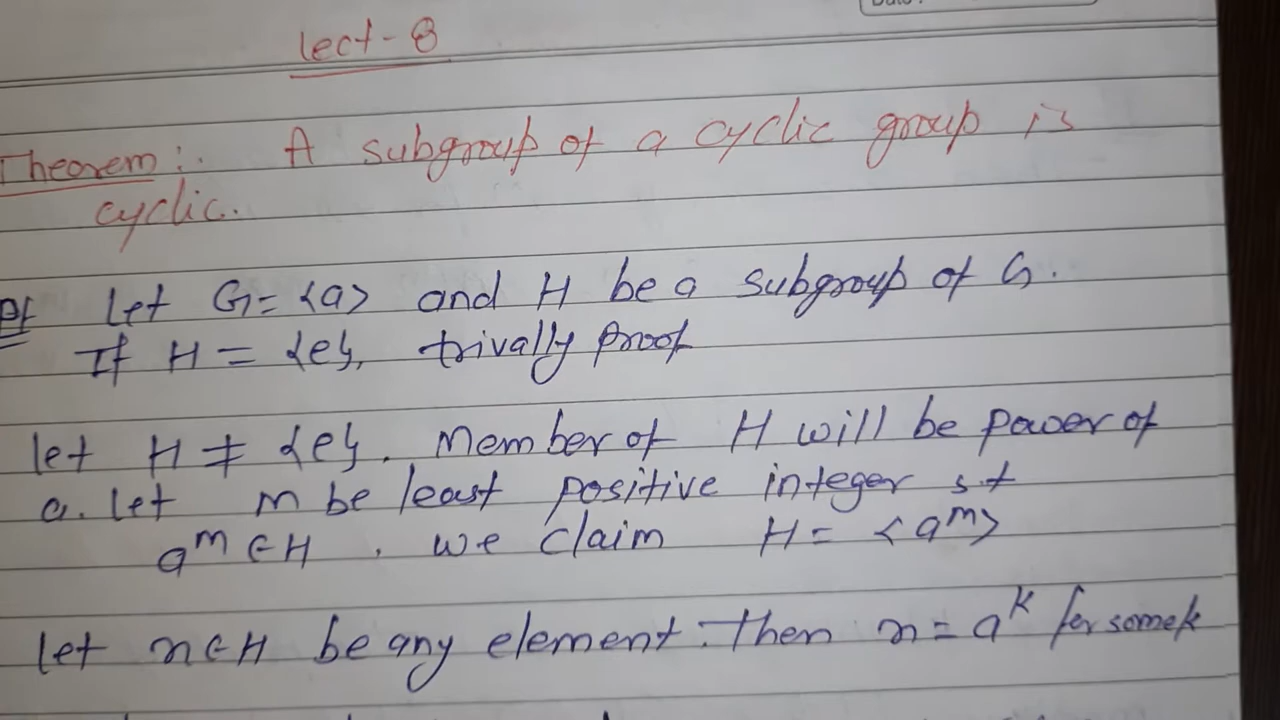 Lect-8
Theorem:. A subgroup of a cyclic group is
cyclic.
Pf Let G=<a> and H be a subgroup of G.
If H = {e}, trivally proof
let H ≠ {e}. Member of H will be power of
a. let m be least positive integer s.t
a^m ∈ H, we claim H = <a^m>
let x∈H be any element. Then x = a^k for some k